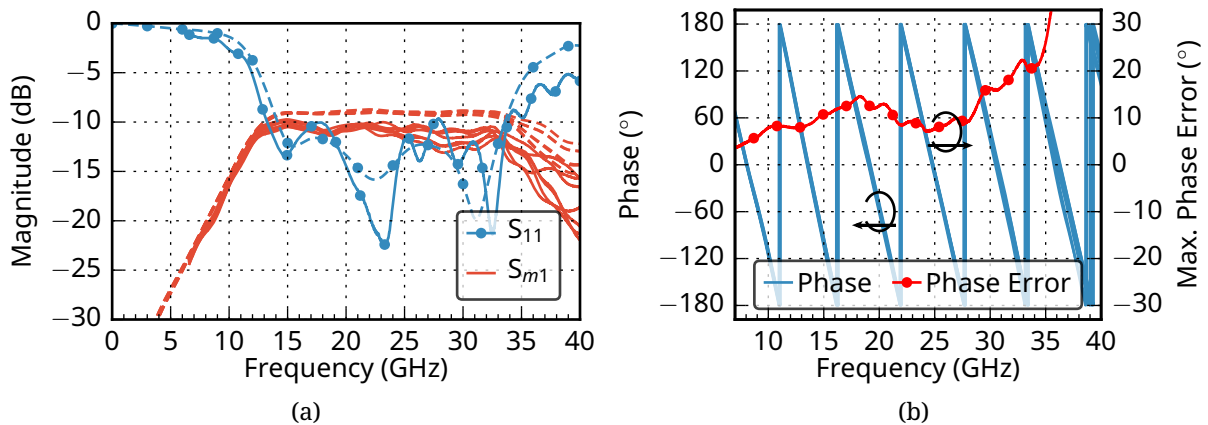 Magnitude (dB)
0
−5
−10
−15
−20
−25
−30
S11
Sm1
0 5 10 15 20 25 30 35 40
Frequency (GHz)
(a)
Phase (°)
180
120
60
0
−60
−120
−180
Phase Phase Error
10 15 20 25 30 35 40
Frequency (GHz)
30
20
10
0
−10
−20
−30
Max. Phase Error (°)
(b)